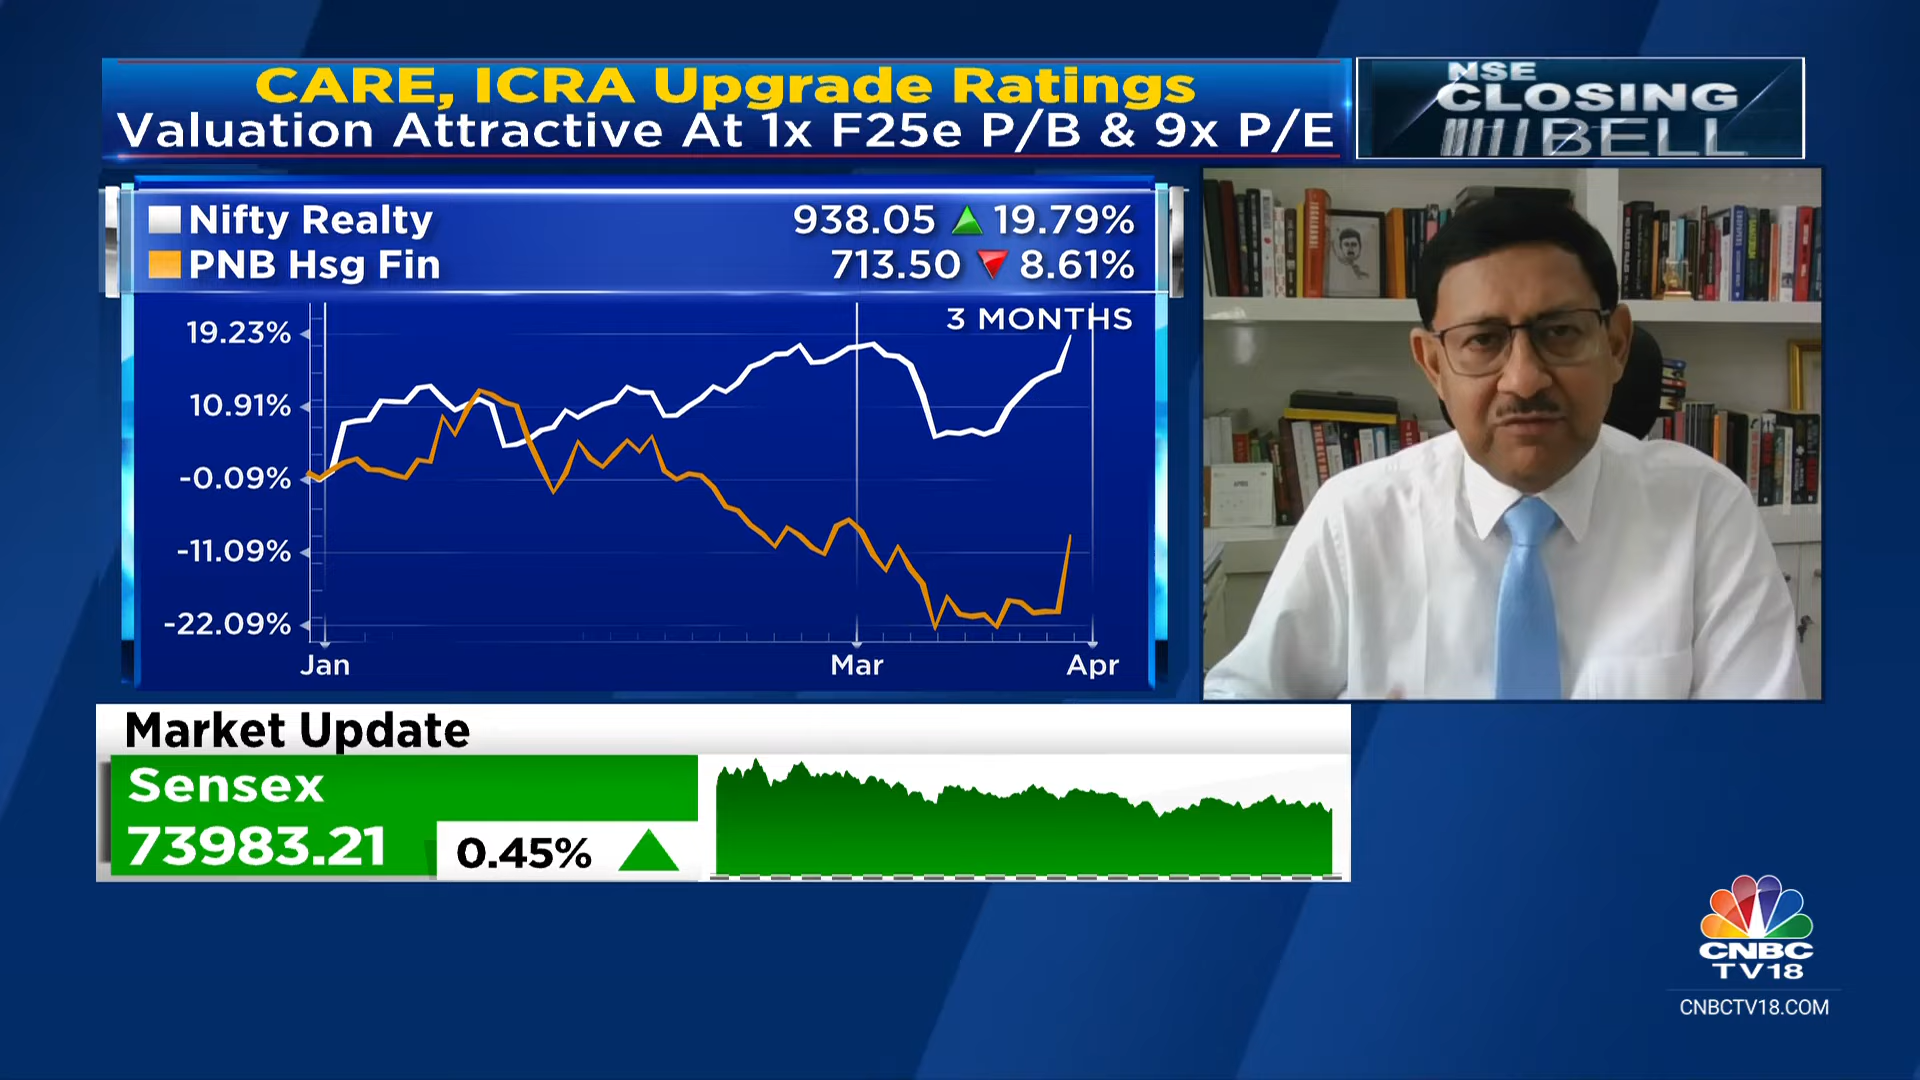 CARE, ICRA Upgrade Ratings
Valuation Attractive At 1x F25e P/B & 9x P/E
NSE
CLOSING
BELL
Nifty Realty 938.05 ▲ 19.79%
PNB Hsg Fin 713.50 ▼ 8.61%
3 MONTHS
19.23%
10.91%
-0.09%
-11.09%
-22.09%
Jan Mar Apr
Market Update
Sensex
73983.21 0.45% ▲
CNBC
TV18
CNBCTV18.COM